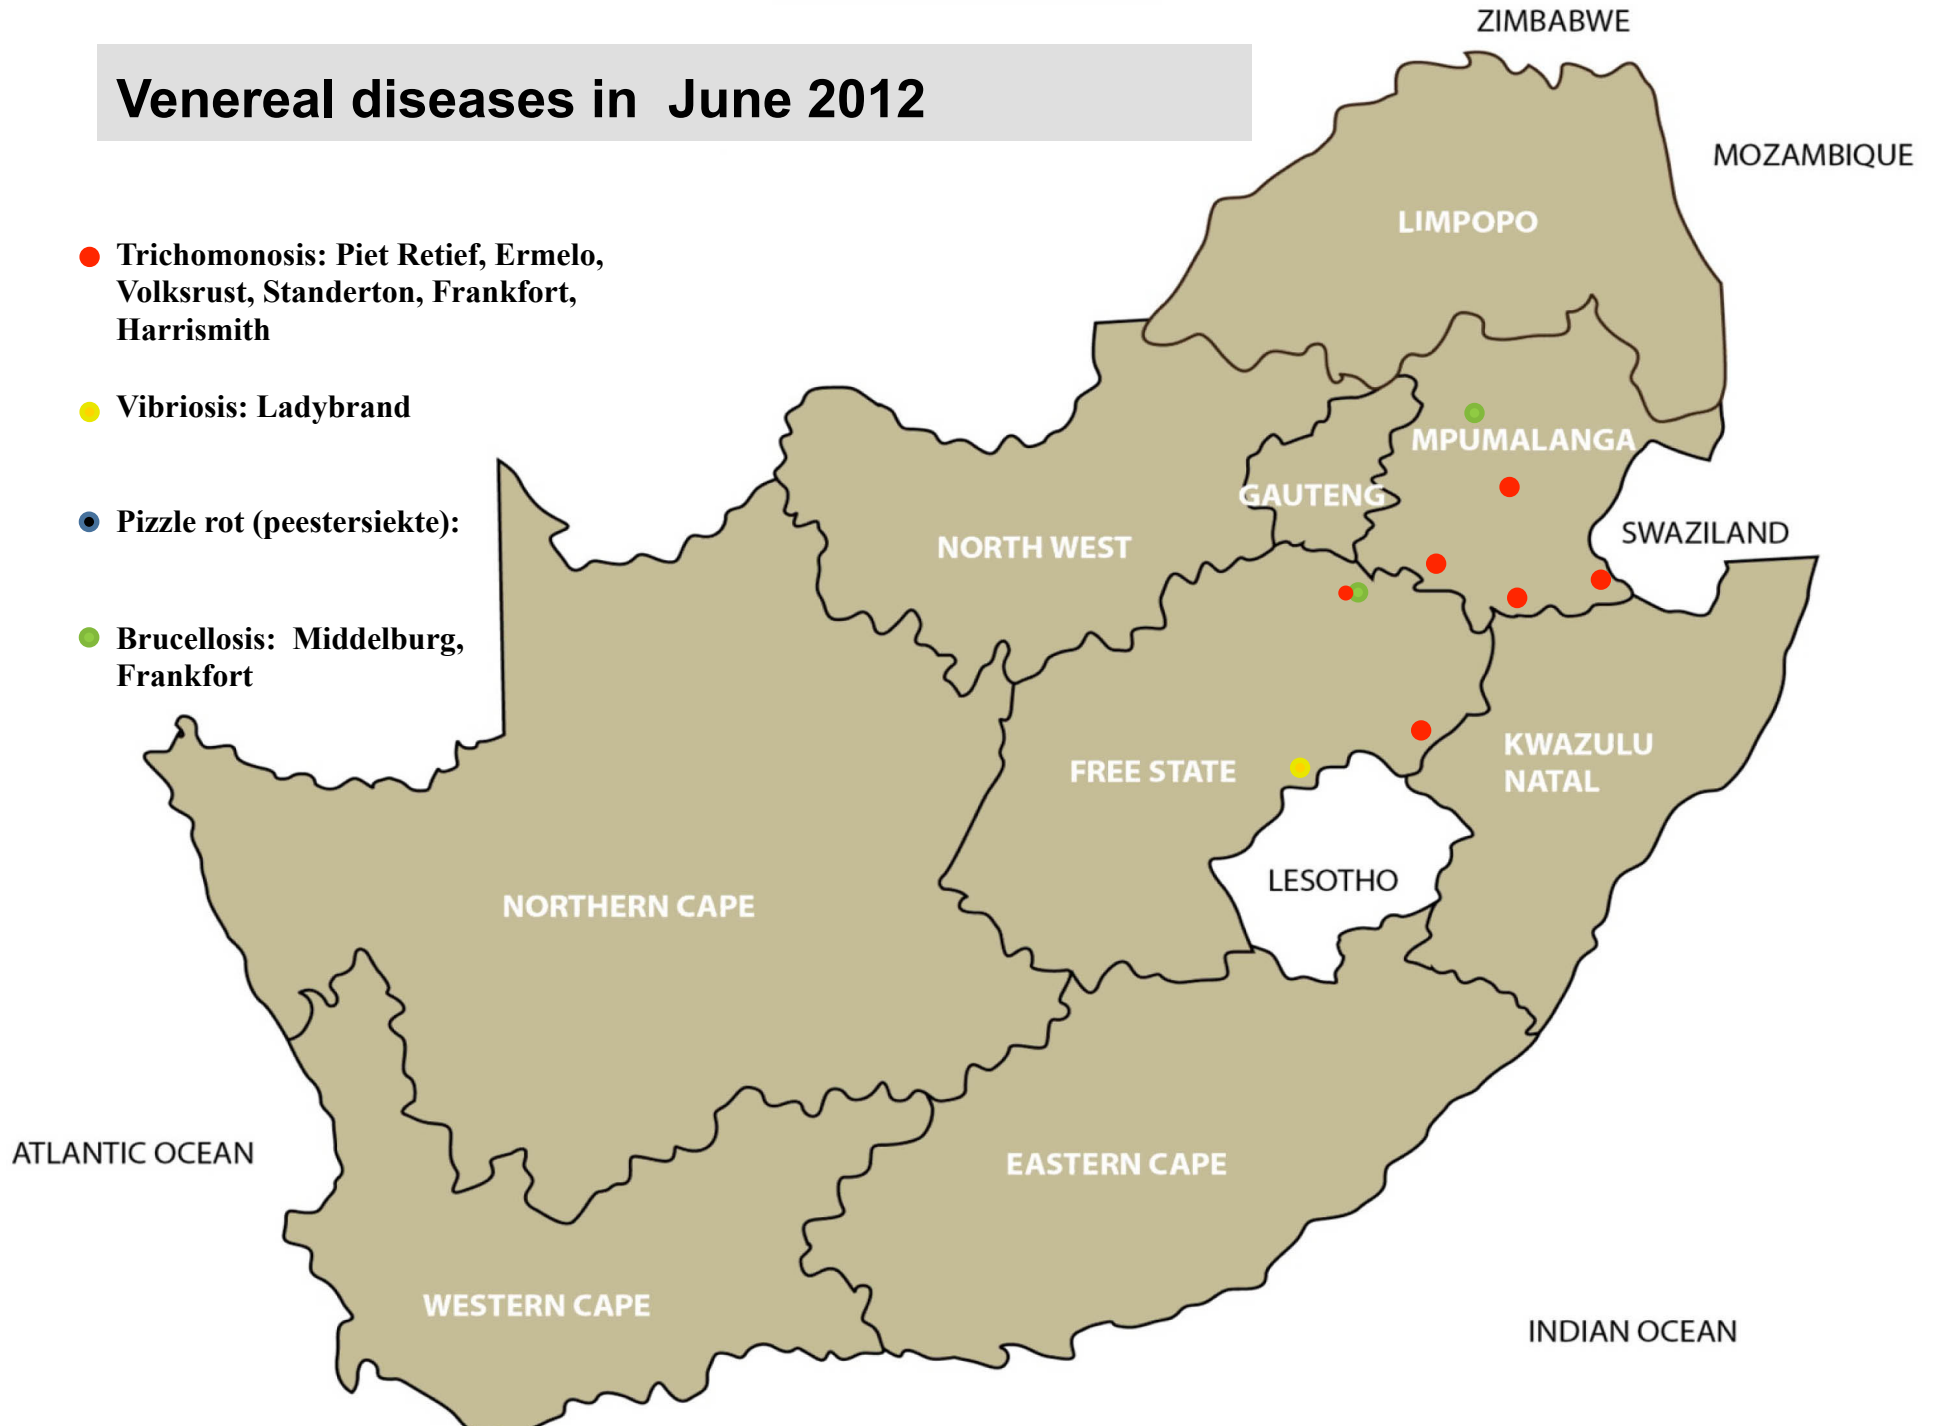 ZIMBABWE
Venereal diseases in  June 2012
MOZAMBIQUE
LIMPOPO
Trichomonosis: Piet Retief, Ermelo,
Volksrust, Standerton, Frankfort,
Harrismith
Vibriosis: Ladybrand
MPUMALANGA
GAUTENG
Pizzle rot (peestersiekte):
SWAZILAND
NORTH WEST
Brucellosis:  Middelburg,
Frankfort
KWAZULU
NATAL
FREE STATE
LESOTHO
NORTHERN CAPE
ATLANTIC OCEAN
EASTERN CAPE
WESTERN CAPE
INDIAN OCEAN